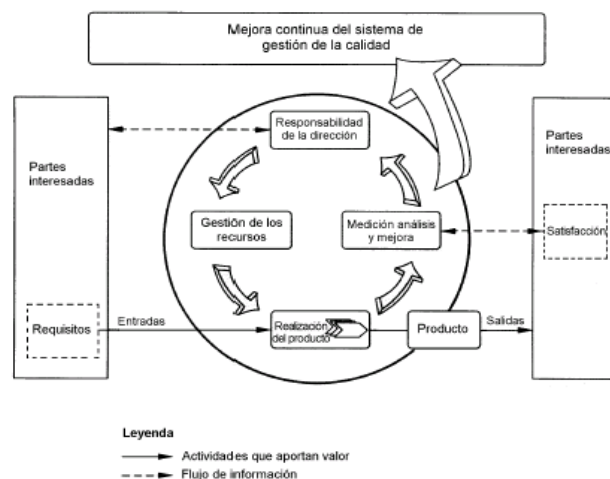 Mejora continua del sistema de
gestión de la calidad
Responsabilidad
de la dirección
Partes
interesadas
Partes
interesadas
Gestión de los
recursos
Medición análisis
y mejora
Satisfacción
Requisitos
Entradas
Realización
del producto
Producto
Salidas
Leyenda
Actividades que aportan valor
Flujo de información